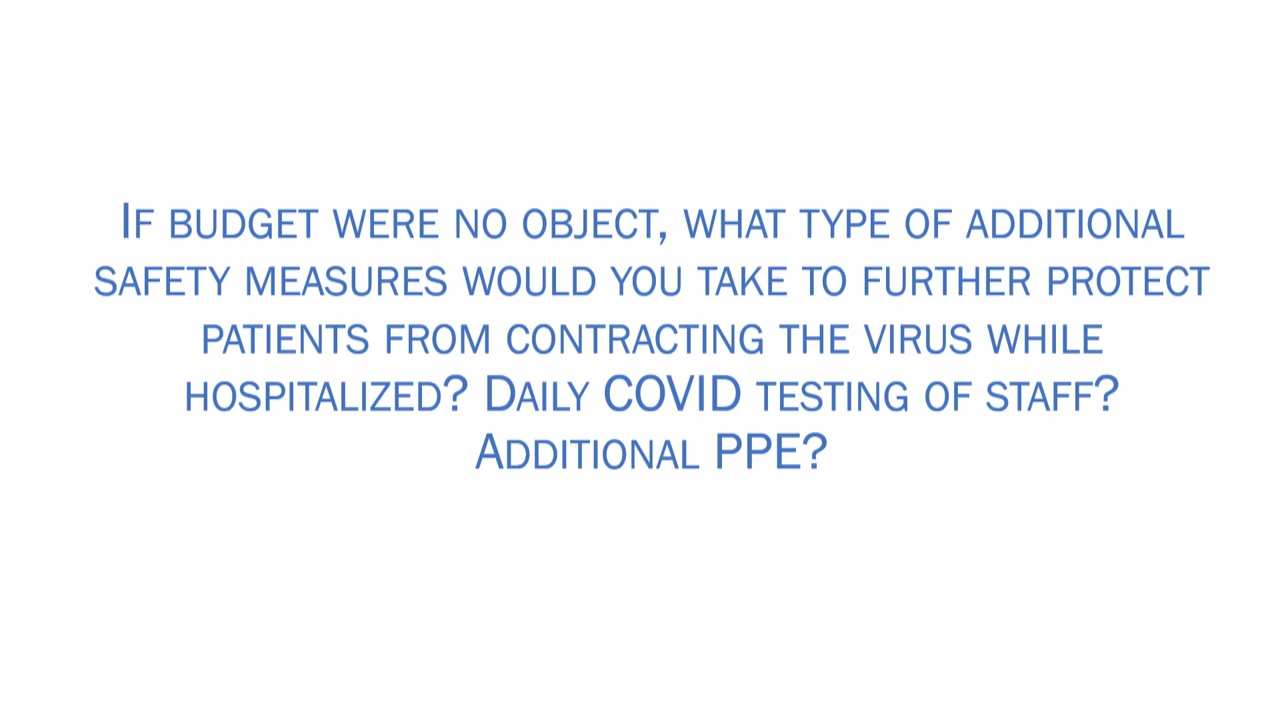 If budget were no object, what type of additional
safety measures would you take to further protect
patients from contracting the virus while
hospitalized? Daily COVID testing of staff?
Additional PPE?